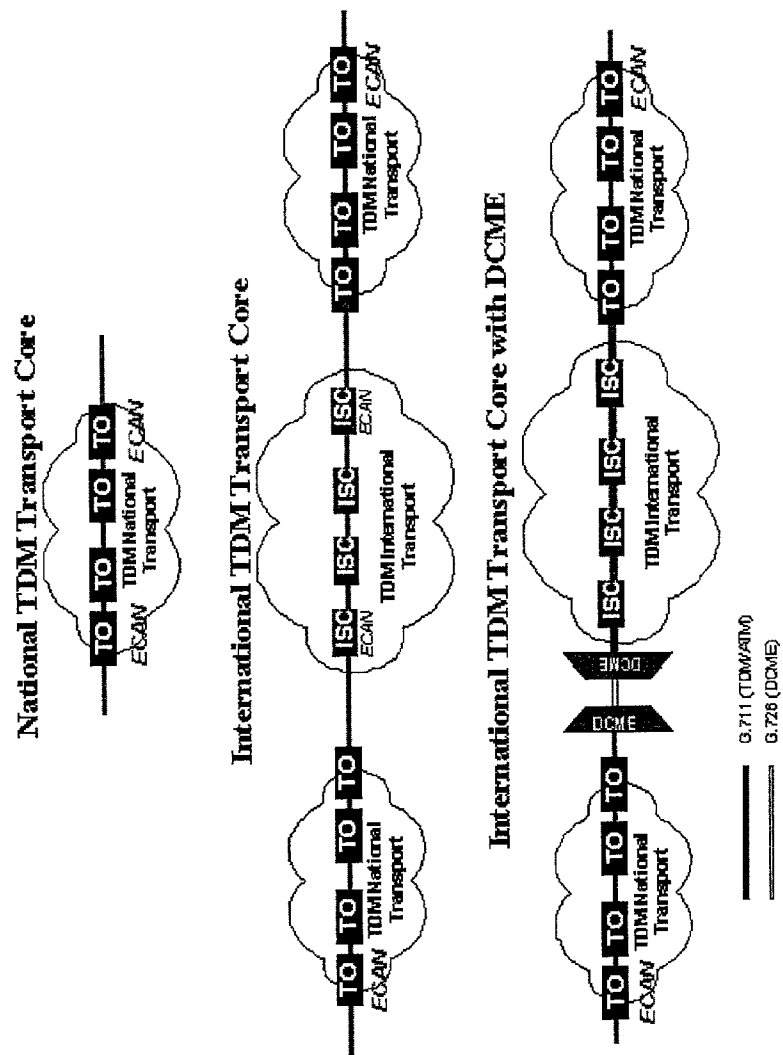 National TDM Transport Core
TO TO TO TO
ECAN TDM National ECAN
Transport
International TDM Transport Core
TO TO TO TO ISC ISC ISC ISC TO TO TO TO
ECAN TDM National ECAN TDM International ECAN TDM National ECAN
Transport Transport
International TDM Transport Core with DCME
TO TO TO TO DCME DCME ISC ISC ISC ISC TO TO TO TO
ECAN TDM National TDM International TDM National ECAN
Transport Transport Transport
G.711 (TDM/ATM)
G.726 (DCME)